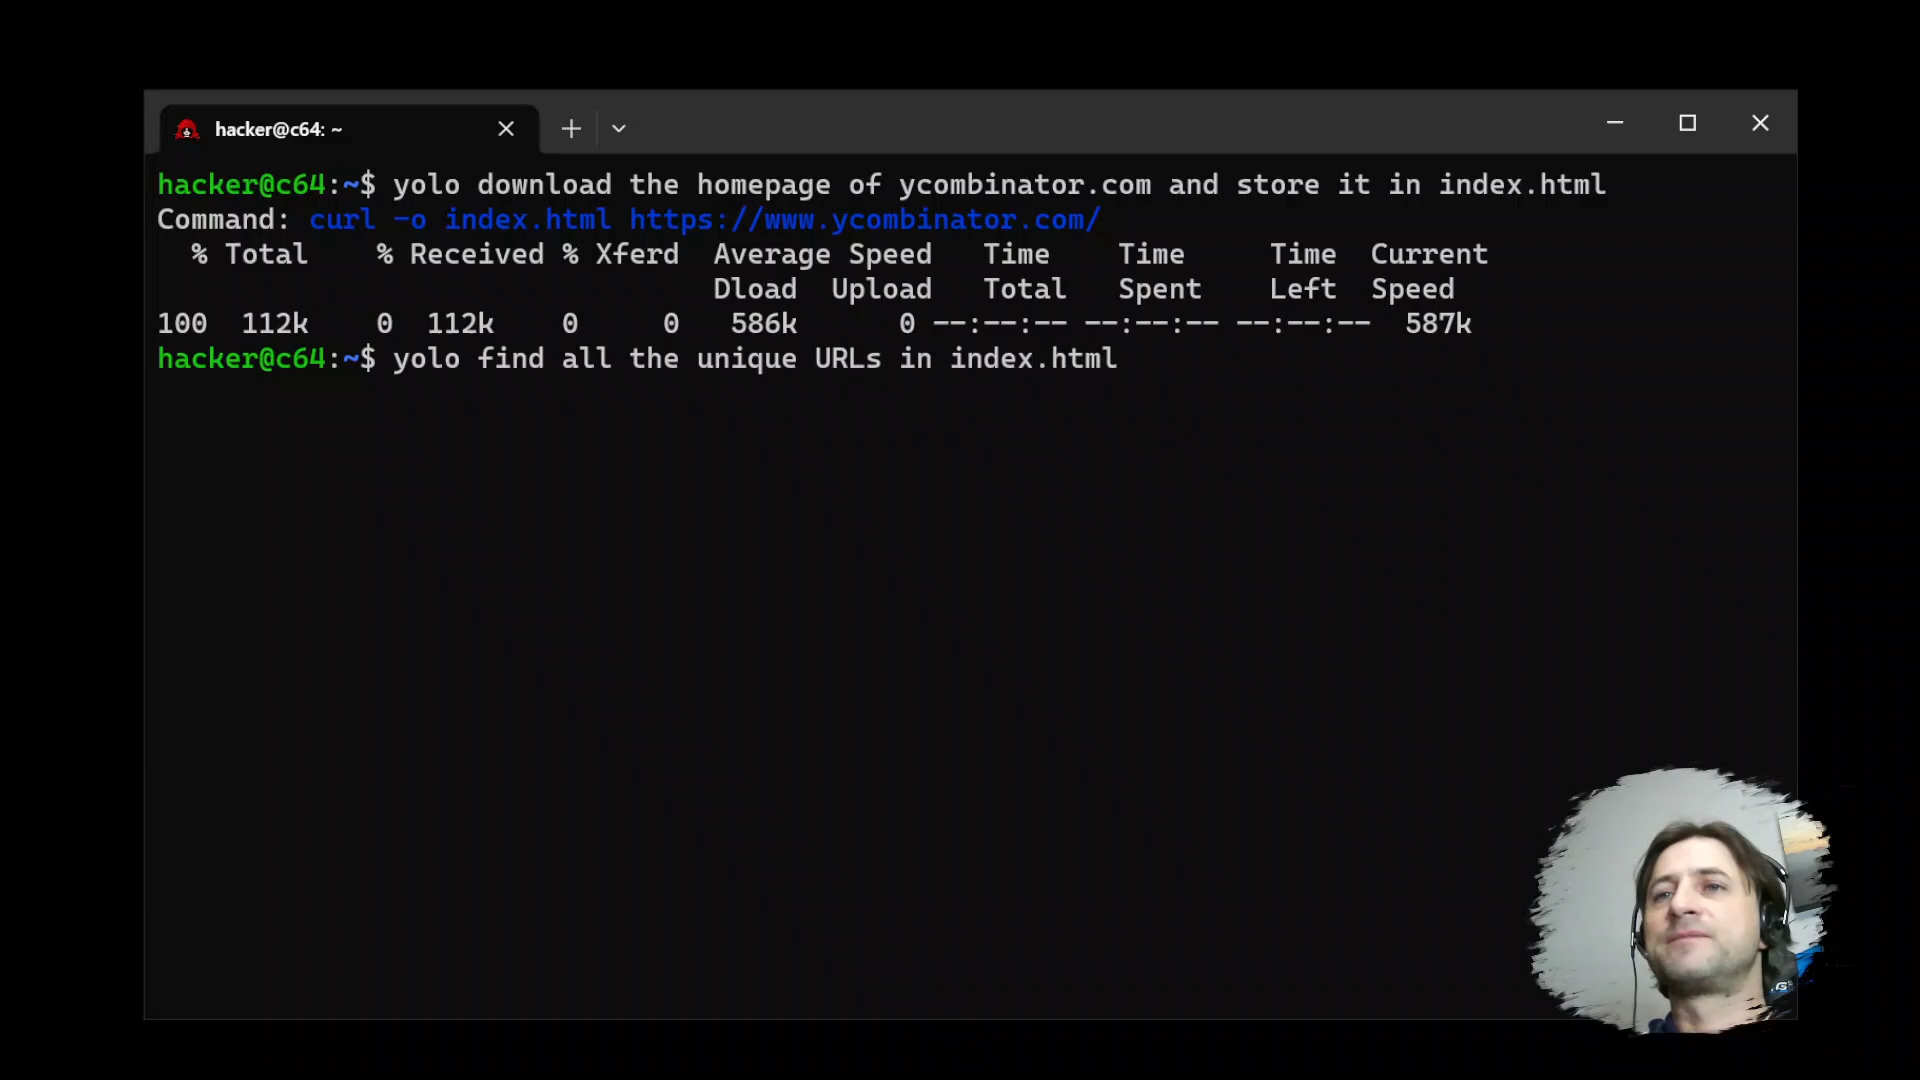 hacker@c64: ~
hacker@c64:~$ yolo download the homepage of ycombinator.com and store it in index.html
Command: curl -o index.html https://www.ycombinator.com/
% Total % Received % Xferd Average Speed Time Time Time Current
Dload Upload Total Spent Left Speed
100 112k 0 112k 0 0 586k 0 --:--:-- --:--:-- --:--:-- 587k
hacker@c64:~$ yolo find all the unique URLs in index.html